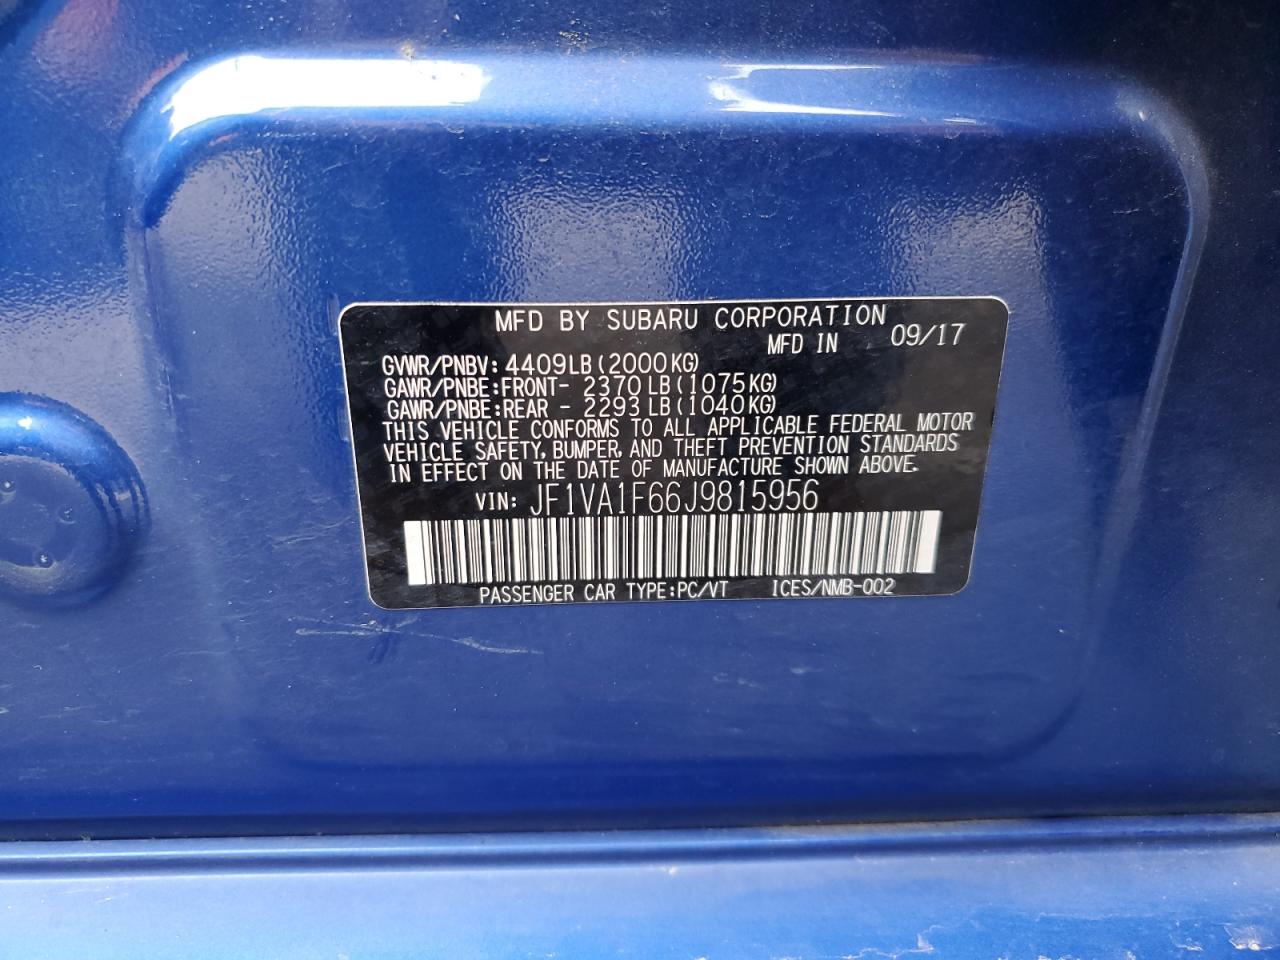 MFD BY SUBARU CORPORATION
MFD IN 09/17
GVWR/PNBV: 4409LB(2000KG)
GAWR/PNBE:FRONT- 2370LB(1075KG)
GAWR/PNBE:REAR - 2293LB(1040KG)
THIS VEHICLE CONFORMS TO ALL APPLICABLE FEDERAL MOTOR
VEHICLE SAFETY, BUMPER, AND THEFT PREVENTION STANDARDS
IN EFFECT ON THE DATE OF MANUFACTURE SHOWN ABOVE.
VIN: JF1VA1F66J9815956
PASSENGER CAR TYPE:PC/VT ICES/NMB-002